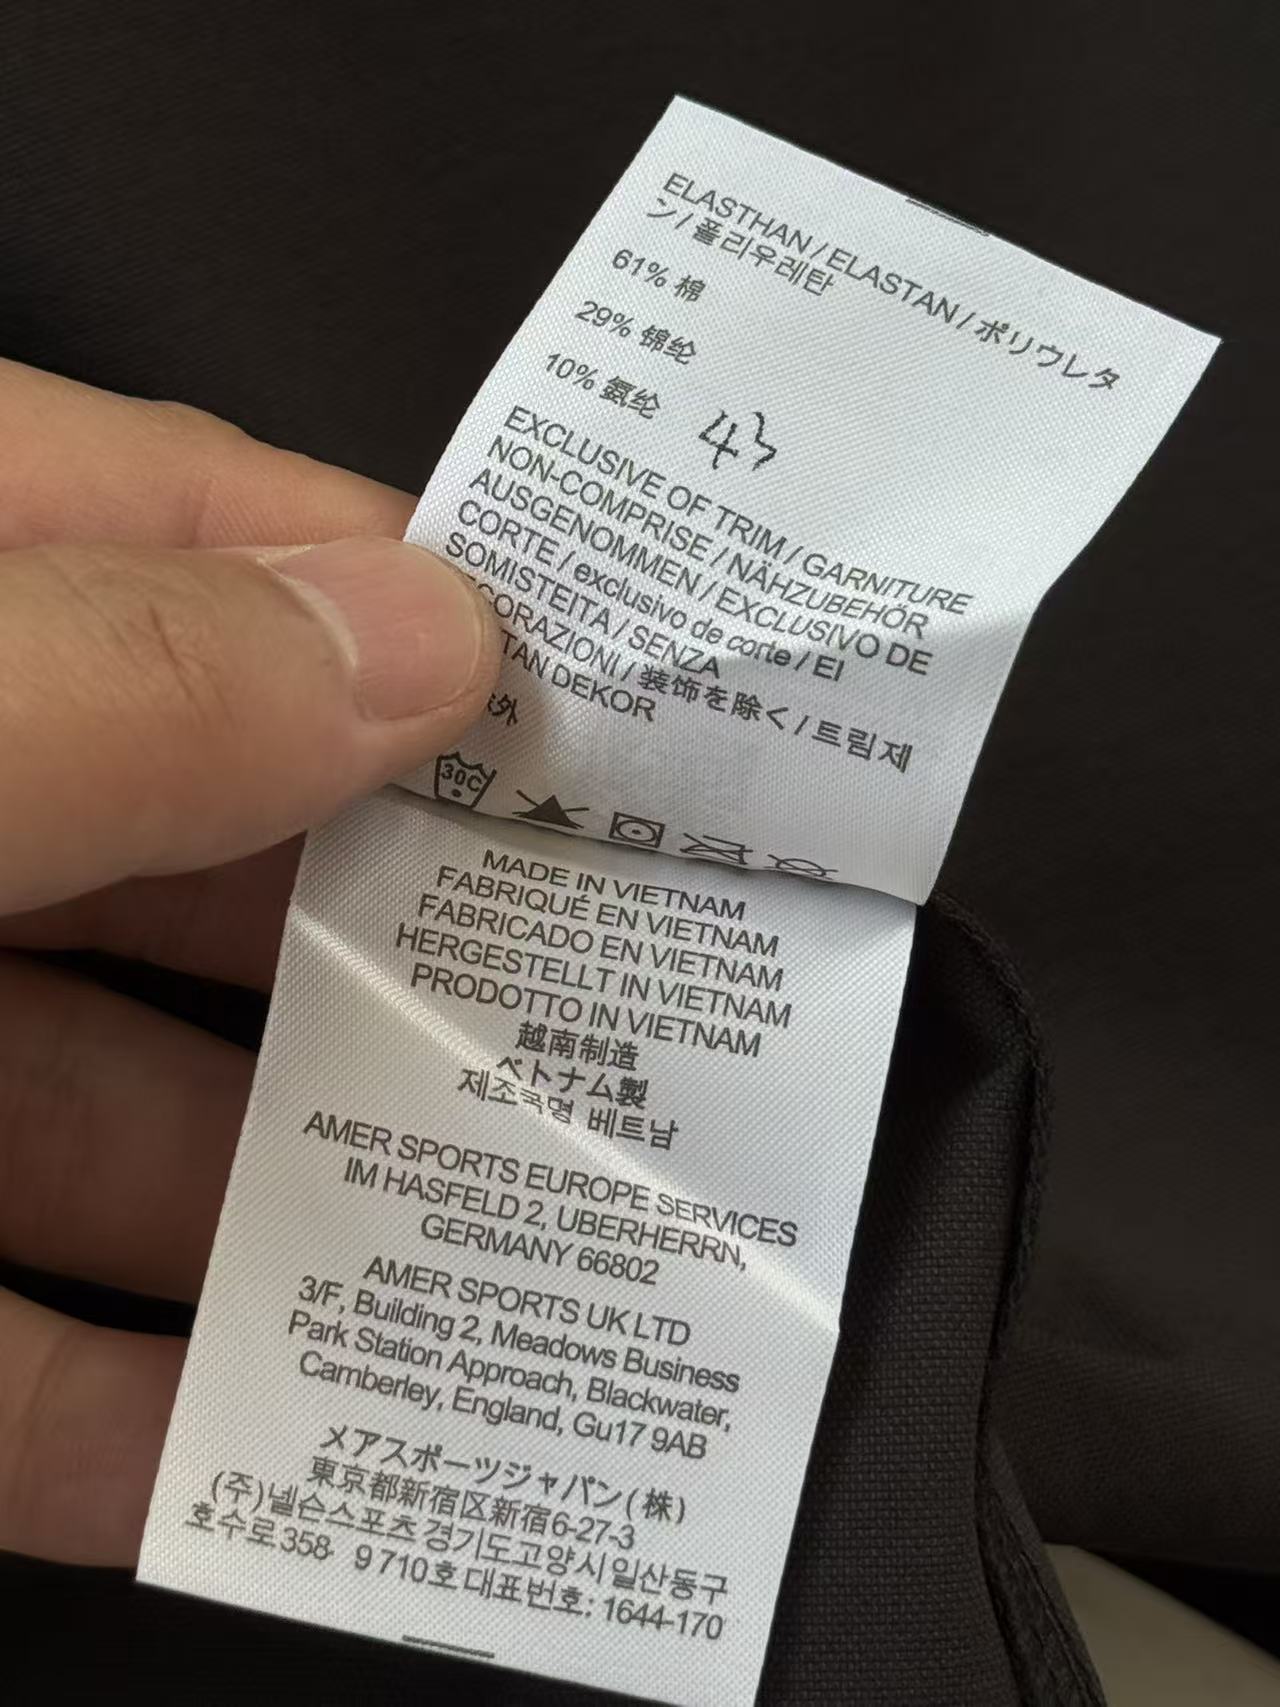 ELASTHAN / ELASTAN / ポリウレタ
ン / 폴리우레탄
61% 棉
29% 锦纶
10% 氨纶
EXCLUSIVE OF TRIM / GARNITURE
NON-COMPRISE / NÄHZUBEHÖR
AUSGENOMMEN / EXCLUSIVO DE
CORTE / exclusivo de corte / EI
SOMISTEITA / SENZA
ECORAZIONI / 装饰を除く / 트림 제
TAN DEKOR
外
30C
MADE IN VIETNAM
FABRIQUÉ EN VIETNAM
FABRICADO EN VIETNAM
HERGESTELLT IN VIETNAM
PRODOTTO IN VIETNAM
越南制造
ベトナム製
제조국명 베트남
AMER SPORTS EUROPE SERVICES
IM HASFELD 2, UBERHERRN,
GERMANY 66802
AMER SPORTS UK LTD
3/F, Building 2, Meadows Business
Park Station Approach, Blackwater,
Camberley, England, Gu17 9AB
メアスポーツジャパン(株)
東京都新宿区新宿6-27-3
(주)넬슨스포츠 경기도고양시일산동구
호수로358- 9 710호 대표번호: 1644-170